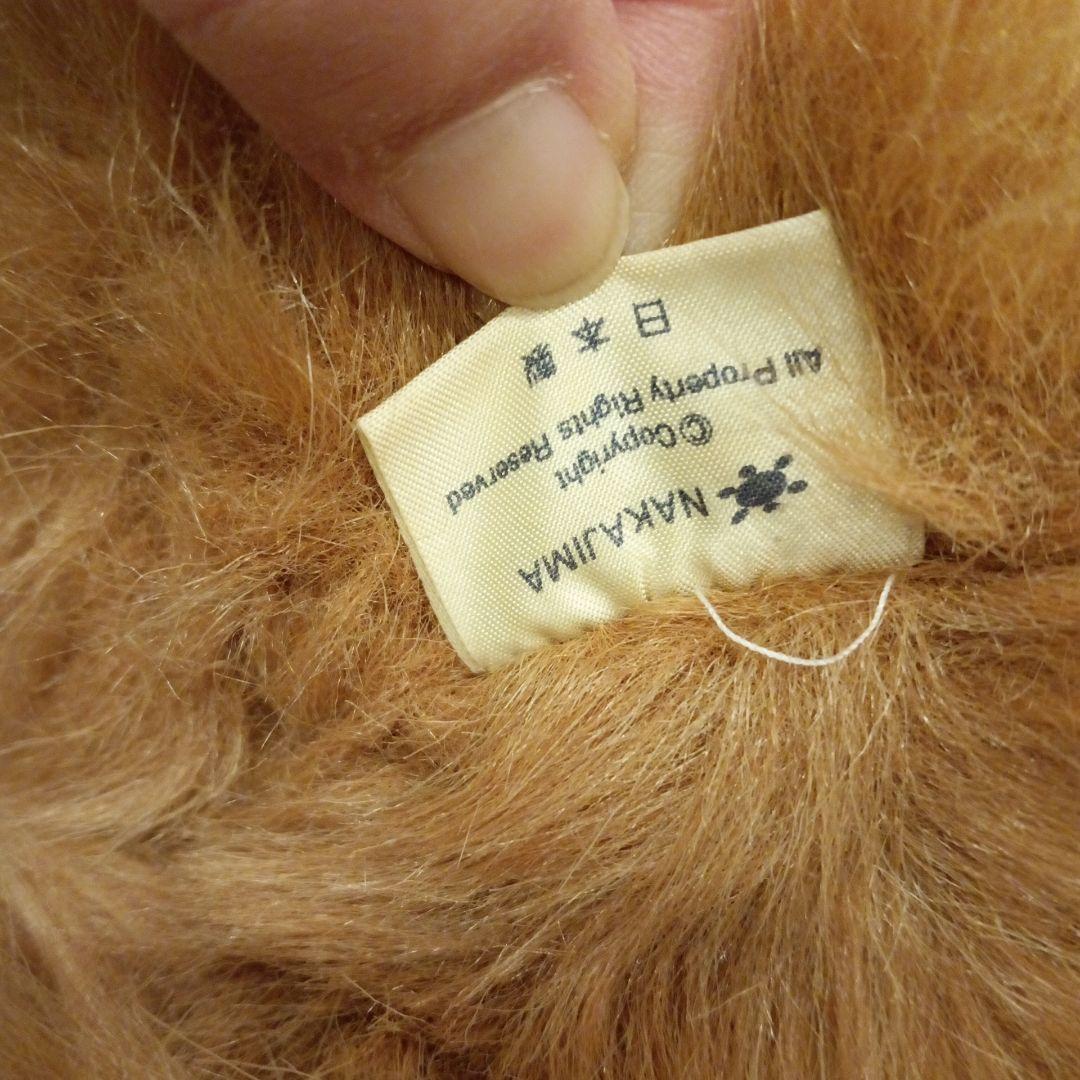 NAKAJIMA
©Copyright
All Property Rights Reserved
日本製